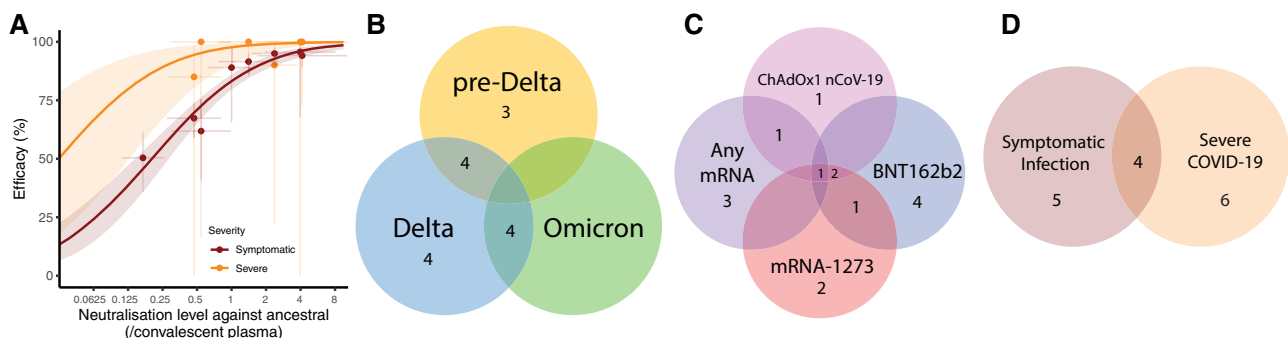 A
Efficacy (%)
100
75
50
25
0
Severity
Symptomatic
Severe
0.0625 0.125 0.25 0.5 1 2 4 8
Neutralisation level against ancestral
(/convalescent plasma)
B
pre-Delta
3
4
Delta
4
4
Omicron
C
ChAdOx1 nCoV-19
1
1
Any
mRNA
3
1 2
BNT162b2
4
1
mRNA-1273
2
D
Symptomatic
Infection
5
4
Severe
COVID-19
6